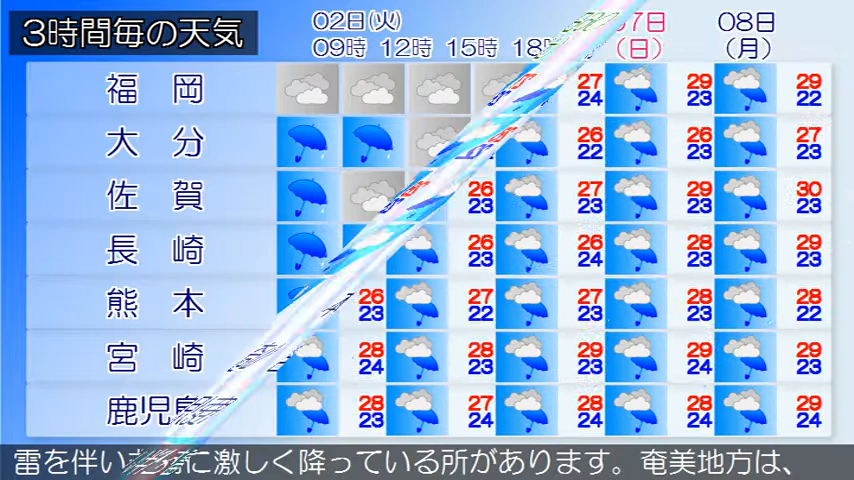 3時間毎の天気
02日(火) 7日 08日
09時 12時 15時 18時 (日) (月)
福岡 27 29 29
24 23 22
大分 26 26 27
22 23 23
佐賀 26 27 29 30
23 23 23 23
長崎 26 26 28 29
23 24 23 23
熊本 26 27 27 28 28
23 22 23 23 22
宮崎 28 28 29 29 29
24 23 23 24 23
鹿児島 28 27 28 28 29
23 24 24 24 24
雷を伴い に激しく降っている所があります。奄美地方は、